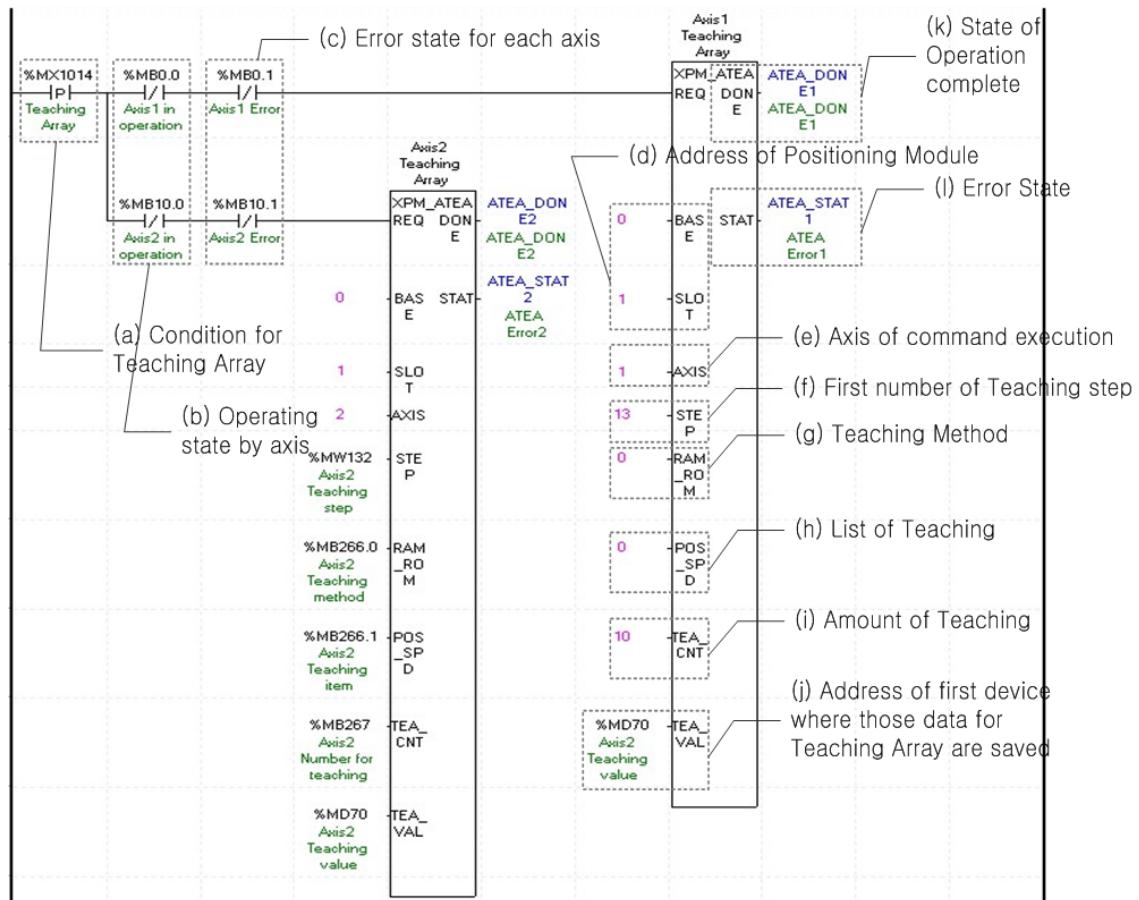 (c) Error state for each axis
Axis1
Teaching
Array
(k) State of
Operation
complete
%MX1014
P
Teaching
Array
%MB0.0
Axis1 in
operation
%MB0.1
Axis1 Error
XPM_ATEA
REQ DON
E
ATEA_DON
E1
ATEA_DON
E1
Axis2
Teaching
Array
(d) Address of Positioning Module
(l) Error State
%MB10.0
Axis2 in
operation
%MB10.1
Axis2 Error
XPM_ATEA
REQ DON
E
ATEA_DON
E2
ATEA_DON
E2
0
BAS
E
STAT
ATEA_STAT
1
ATEA
Error1
0
BAS
E
STAT
ATEA_STAT
2
ATEA
Error2
1
SLO
T
(a) Condition for
Teaching Array
(e) Axis of command execution
1
SLO
T
1
AXIS
(f) First number of Teaching step
(b) Operating
state by axis
2
AXIS
13
STE
P
(g) Teaching Method
%MW132
Axis2
Teaching
step
STE
P
0
RAM
_RO
M
(h) List of Teaching
%MB266.0
Axis2
Teaching
method
RAM
_RO
M
0
POS
_SP
D
(i) Amount of Teaching
%MB266.1
Axis2
Teaching
item
POS
_SP
D
10
TEA_
CNT
(j) Address of first device
where those data for
Teaching Array are saved
%MB267
Axis2
Number for
teaching
TEA_
CNT
%MD70
Axis2
Teaching
value
TEA_
VAL
%MD70
Axis2
Teaching
value
TEA_
VAL